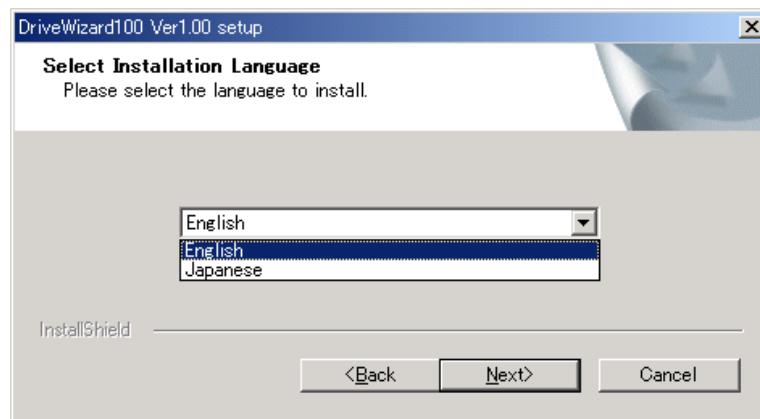 DriveWizard100 Ver1.00 setup
Select Installation Language
Please select the language to install.
English
English
Japanese
InstallShield
<Back Next> Cancel